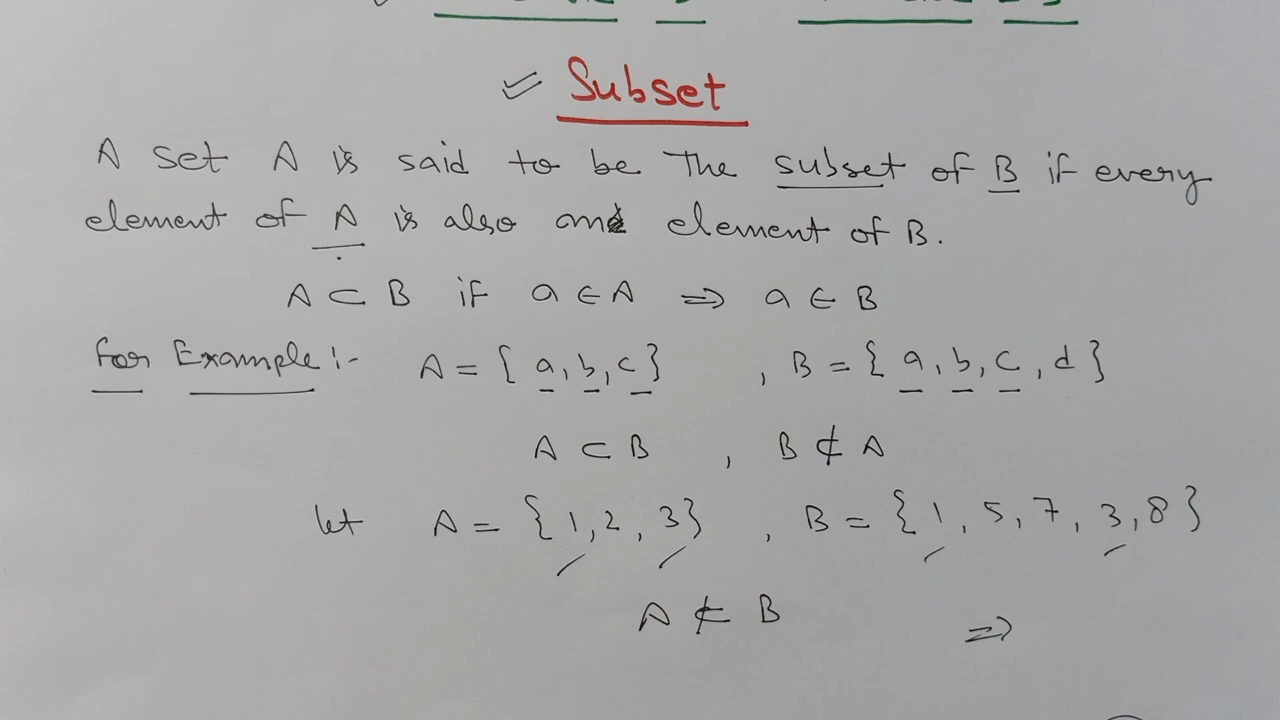 Subset
A set A is said to be the subset of B if every
element of A is also an element of B.
A ⊂ B if a ∈ A ⇒ a ∈ B
For Example :- A = { a, b, c } , B = { a, b, c, d }
A ⊂ B , B ⊄ A
let A = { 1, 2, 3 } , B = { 1, 5, 7, 3, 8 }
A ⊄ B ⇒